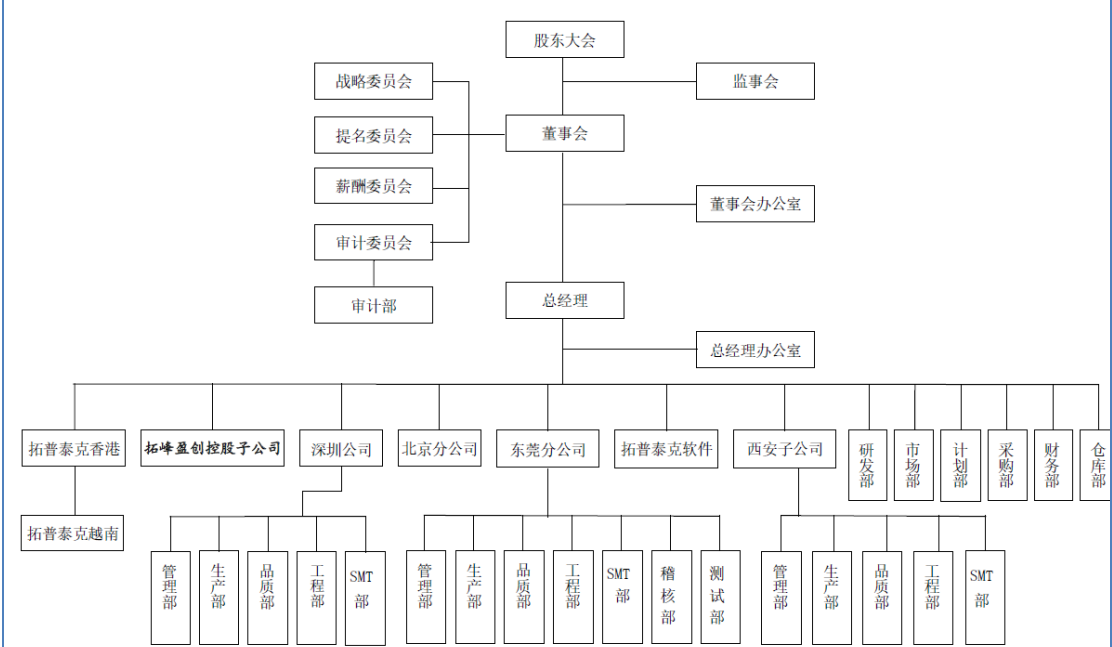 股东大会
战略委员会
监事会
提名委员会
董事会
薪酬委员会
董事会办公室
审计委员会
审计部
总经理
总经理办公室
拓普泰克香港
拓峰盈创控股子公司
深圳公司
北京分公司
东莞分公司
拓普泰克软件
西安子公司
研发部
市场部
计划部
采购部
财务部
仓库部
拓普泰克越南
管理部
生产部
品质部
工程部
SMT部
管理部
生产部
品质部
工程部
SMT部
稽核部
测试部
管理部
生产部
品质部
工程部
SMT部